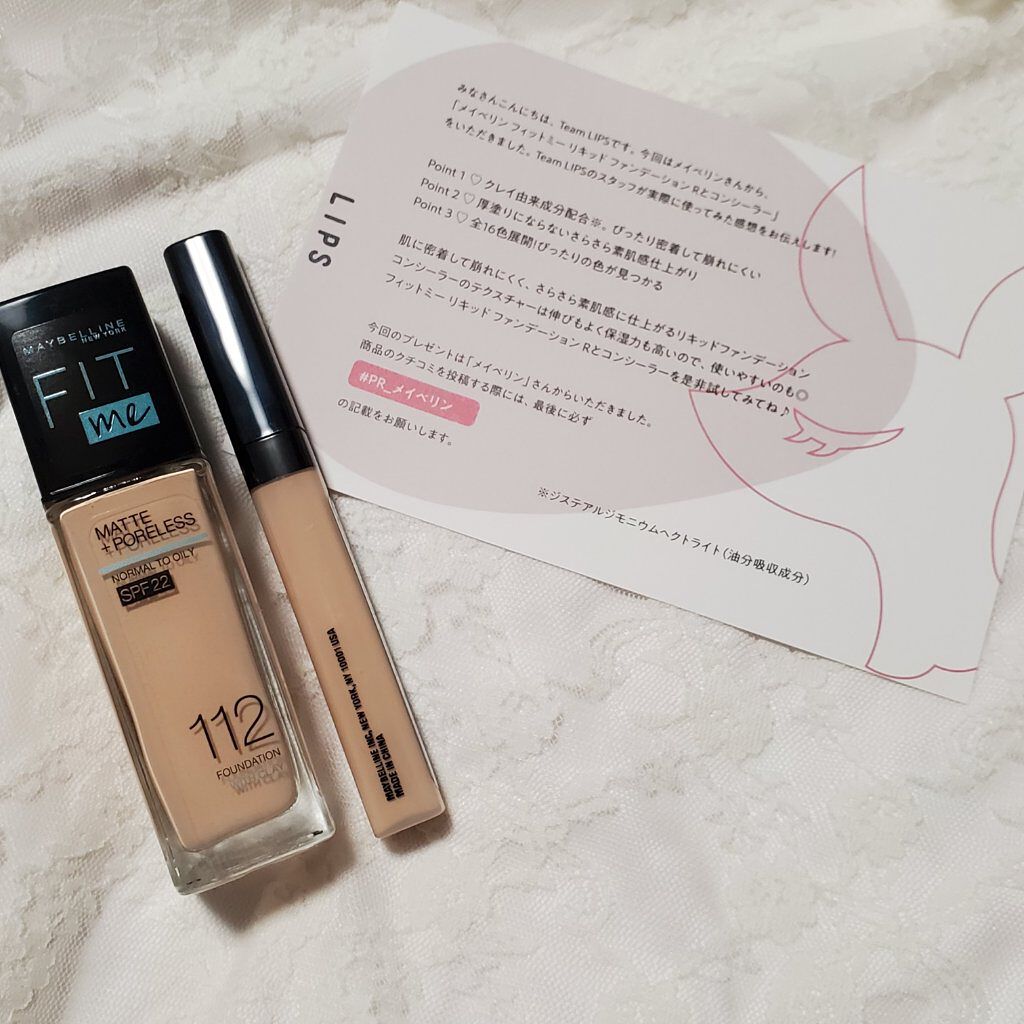 LIPS
みなさんこんにちは、Team LIPSです。今回はメイベリンさんから、
「メイベリン フィットミー リキッド ファンデーション Rとコンシーラー」
をいただきました。Team LIPSのスタッフが実際に使ってみた感想をお伝えします!
Point 1 ♡ クレイ由来成分配合※。ぴったり密着して崩れにくい
Point 2 ♡ 厚塗りにならないさらさら素肌感仕上がり
Point 3 ♡ 全16色展開!ぴったりの色が見つかる
肌に密着して崩れにくく、さらさら素肌感に仕上がるリキッドファンデーション
コンシーラーのテクスチャーは伸びもよく保湿力も高いので、使いやすいのも◎
フィットミー リキッド ファンデーション Rとコンシーラーを是非試してみてね♪
今回のプレゼントは「メイベリン」さんからいただきました。
商品のクチコミを投稿する際には、最後に必ず
#PR_メイベリン
の記載をお願いします。
※ジステアルジモニウムヘクトライト(油分吸収成分)
MAYBELLINE
NEW YORK
FIT
me
MATTE
+ PORELESS
NORMAL TO OILY
SPF 22
112
FOUNDATION
WITH CLAY
MAYBELLINE INC, NEW YORK, NY 10001 USA
MADE IN CHINA